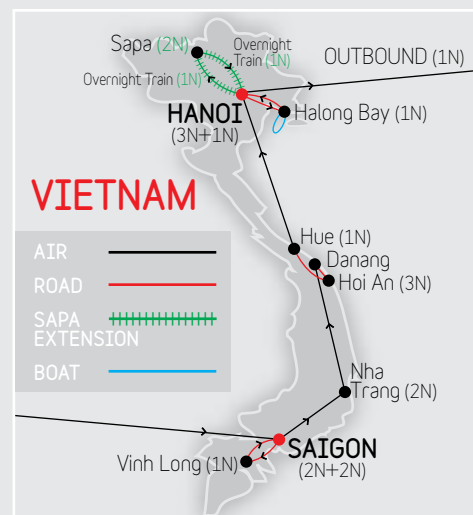 Sapa (2N)
Overnight
Train (1N)
OUTBOUND (1N)
Overnight Train (1N)
HANOI
(3N+1N)
Halong Bay (1N)
VIETNAM
AIR
ROAD
SAPA
EXTENSION
BOAT
Hue (1N)
Danang
Hoi An (3N)
Nha
Trang (2N)
SAIGON
(2N+2N)
Vinh Long (1N)